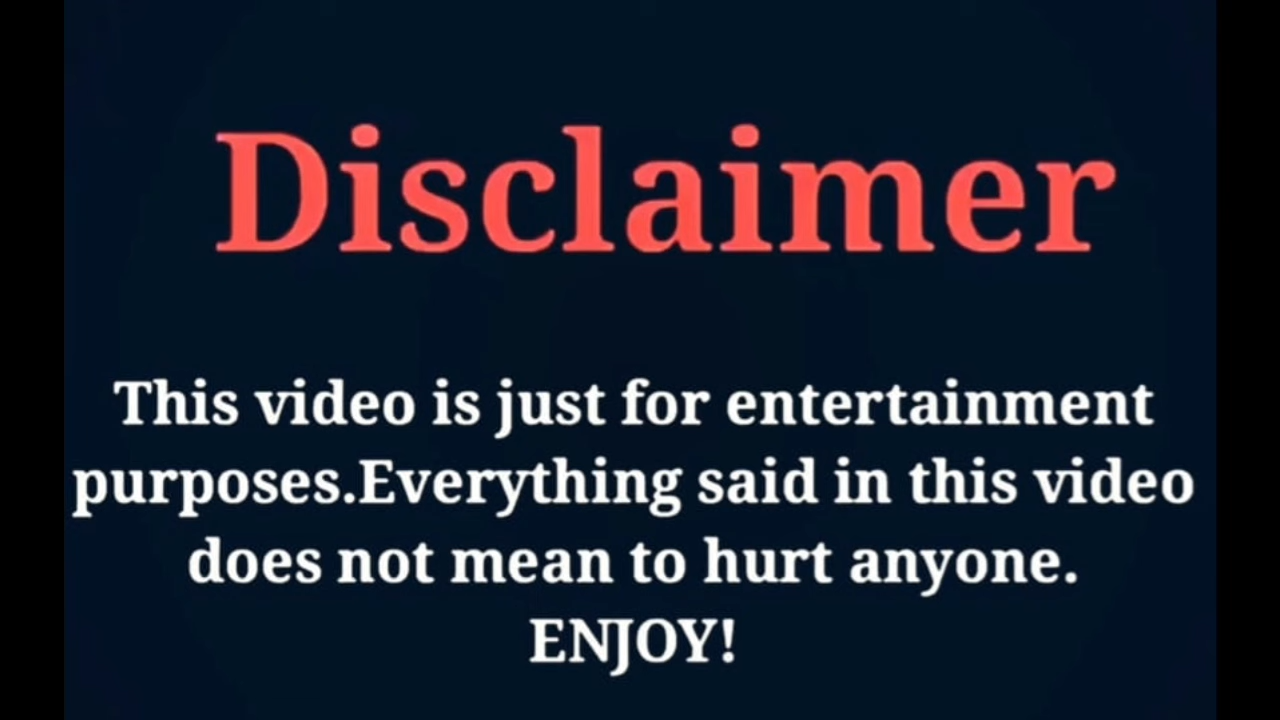 Disclaimer
This video is just for entertainment
purposes.Everything said in this video
does not mean to hurt anyone.
ENJOY!